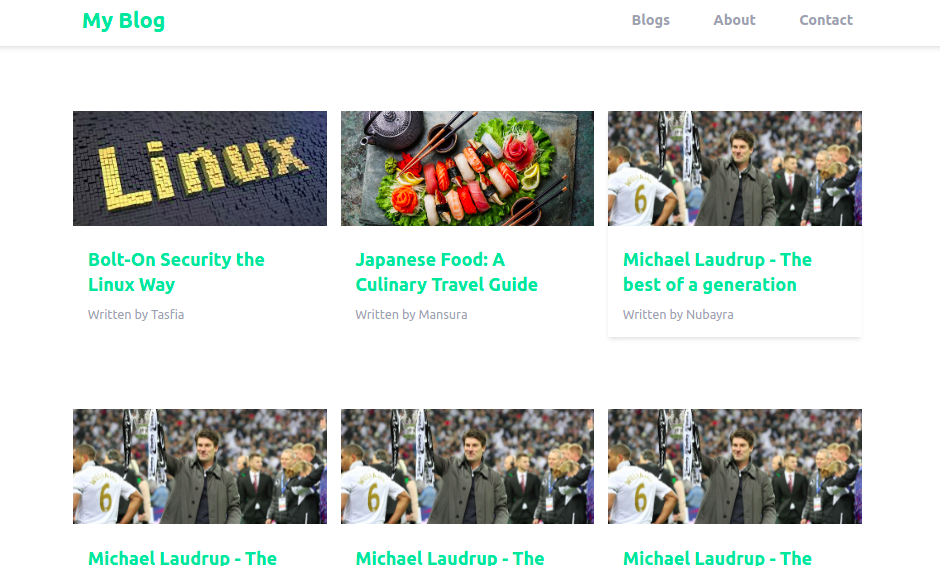 My Blog
Blogs About Contact
Linux
Bolt-On Security the
Linux Way
Written by Tasfia
Japanese Food: A
Culinary Travel Guide
Written by Mansura
6
Michael Laudrup - The
best of a generation
Written by Nubayra
6
Michael Laudrup - The
6
Michael Laudrup - The
6
Michael Laudrup - The